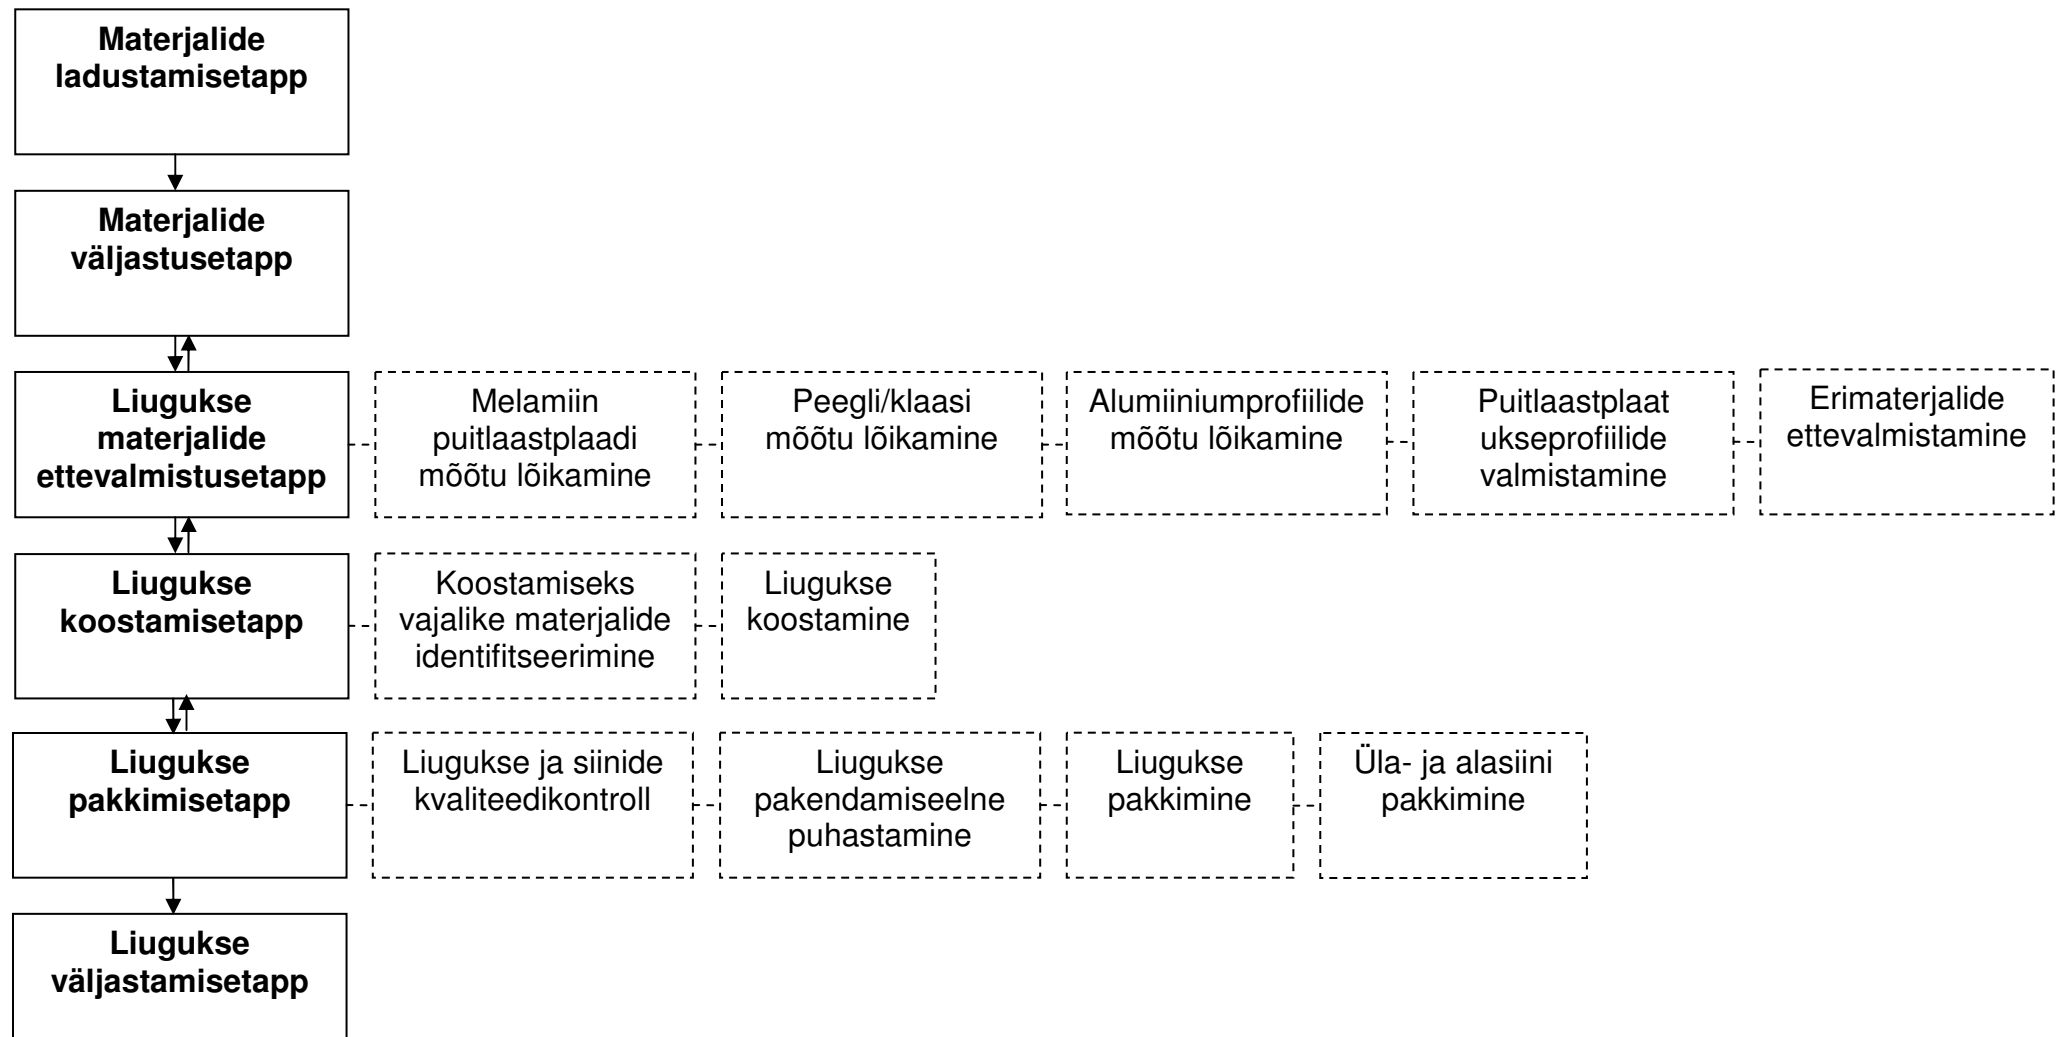 Materjalide
ladustamisetapp
Materjalide
väljastusetapp
Liugukse
materjalide
ettevalmistusetapp
Melamiin
puitlaastplaadi
mõõtu lõikamine
Peegli/klaasi
mõõtu lõikamine
Alumiiniumprofiilide
mõõtu lõikamine
Puitlaastplaat
ukseprofiilide
valmistamine
Erimaterjalide
ettevalmistamine
Liugukse
koostamisetapp
Koostamiseks
vajalike materjalide
identifitseerimine
Liugukse
koostamine
Liugukse
pakkimisetapp
Liugukse ja siinide
kvaliteedikontroll
Liugukse
pakendamiseelne
puhastamine
Liugukse
pakkimine
Üla- ja alasiini
pakkimine
Liugukse
väljastamisetapp